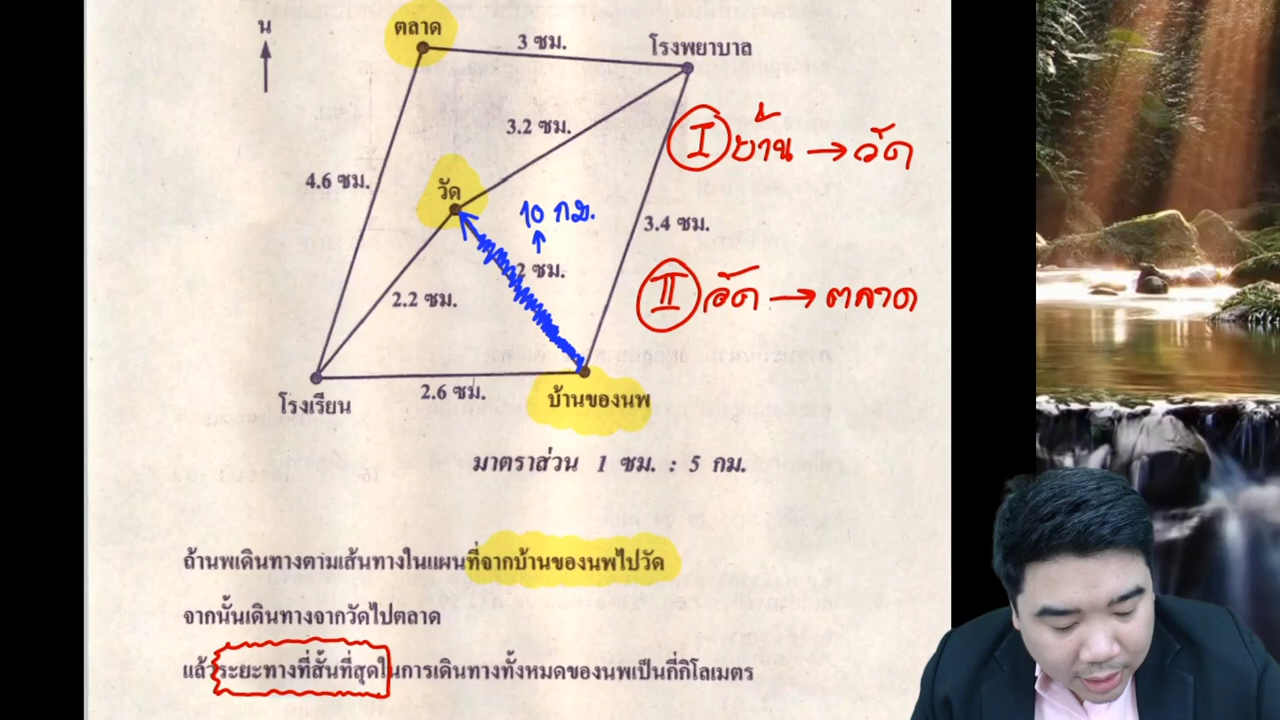 น
ตลาด
3 ซม.
โรงพยาบาล
3.2 ซม.
I บ้าน → วัด
4.6 ซม.
วัด
10 กม.
3.4 ซม.
2 ซม.
2.2 ซม.
II วัด → ตลาด
2.6 ซม.
โรงเรียน
บ้านของนพ
มาตราส่วน 1 ซม. : 5 กม.
ถ้านพเดินทางตามเส้นทางในแผนที่จากบ้านของนพไปวัด
จากนั้นเดินทางจากวัดไปตลาด
แล้วระยะทางที่สั้นที่สุดในการเดินทางทั้งหมดของนพเป็นกี่กิโลเมตร